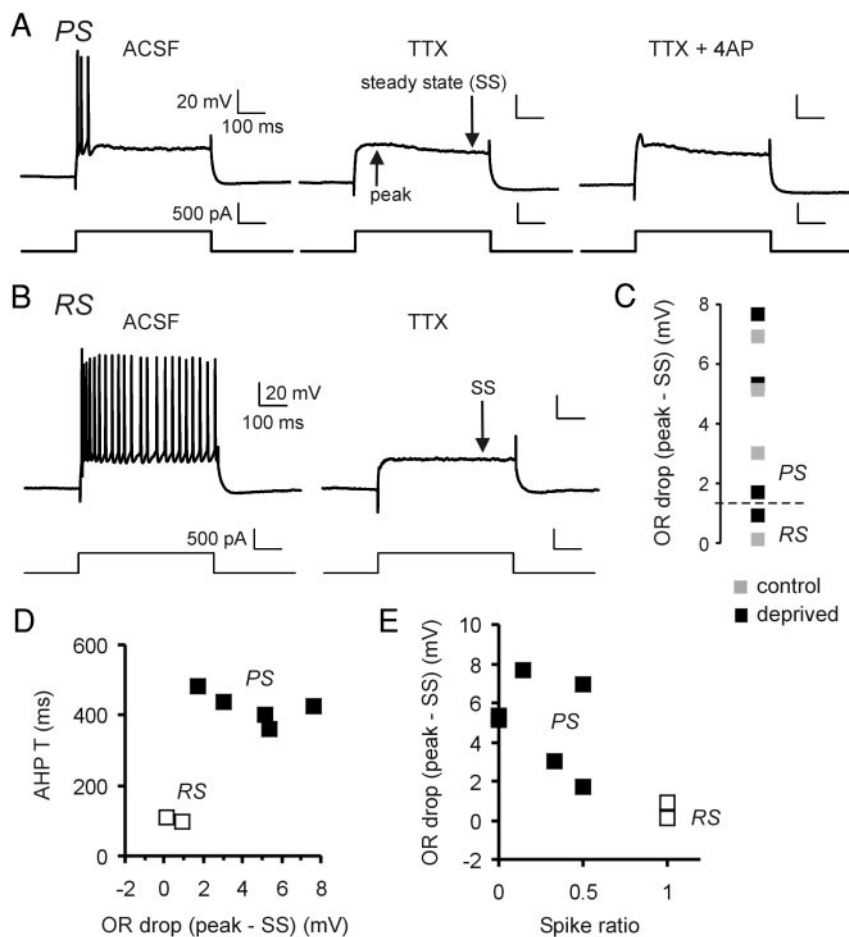 A
PS
ACSF
TTX
TTX + 4AP
steady state (SS)
20 mV
100 ms
peak
500 pA
B
RS
ACSF
TTX
20 mV
100 ms
SS
500 pA
C
OR drop (peak - SS) (mV)
8
6
4
2
0
PS
RS
control
deprived
D
AHP T (ms)
600
400
200
0
PS
RS
-2 0 2 4 6 8
OR drop (peak - SS) (mV)
E
OR drop (peak - SS) (mV)
10
8
6
4
2
0
-2
PS
RS
0 0.5 1
Spike ratio